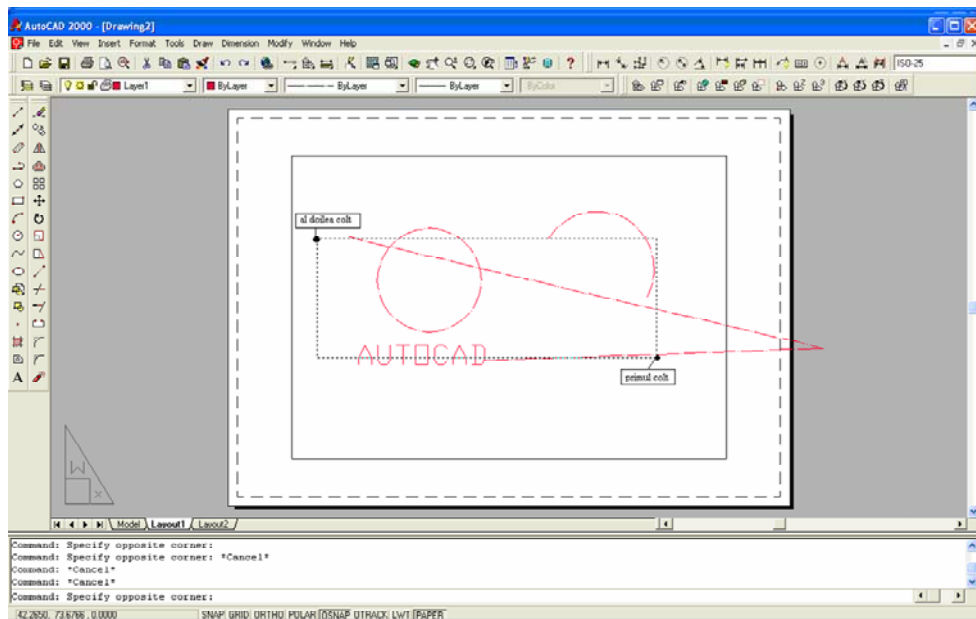 AutoCAD 2000 - [Drawing2]
File Edit View Insert Format Tools Draw Dimension Modify Window Help
ISO-25
Layer1 ByLayer ByLayer ByLayer ByColor
al doilea colt
AUTOCAD
primul colt
W
X
Model Layout1 Layout2
Command: Specify opposite corner:
Command: Specify opposite corner: *Cancel*
Command: *Cancel*
Command: *Cancel*
Command: Specify opposite corner:
42.2650, 73.6766 , 0.0000 SNAP GRID ORTHO POLAR OSNAP OTRACK LWT PAPER